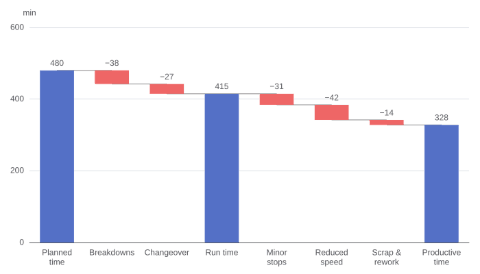 min
600
400
200
0
480
−38
−27
415
−31
−42
−14
328
Planned
time
Breakdowns
Changeover
Run time
Minor
stops
Reduced
speed
Scrap &
rework
Productive
time